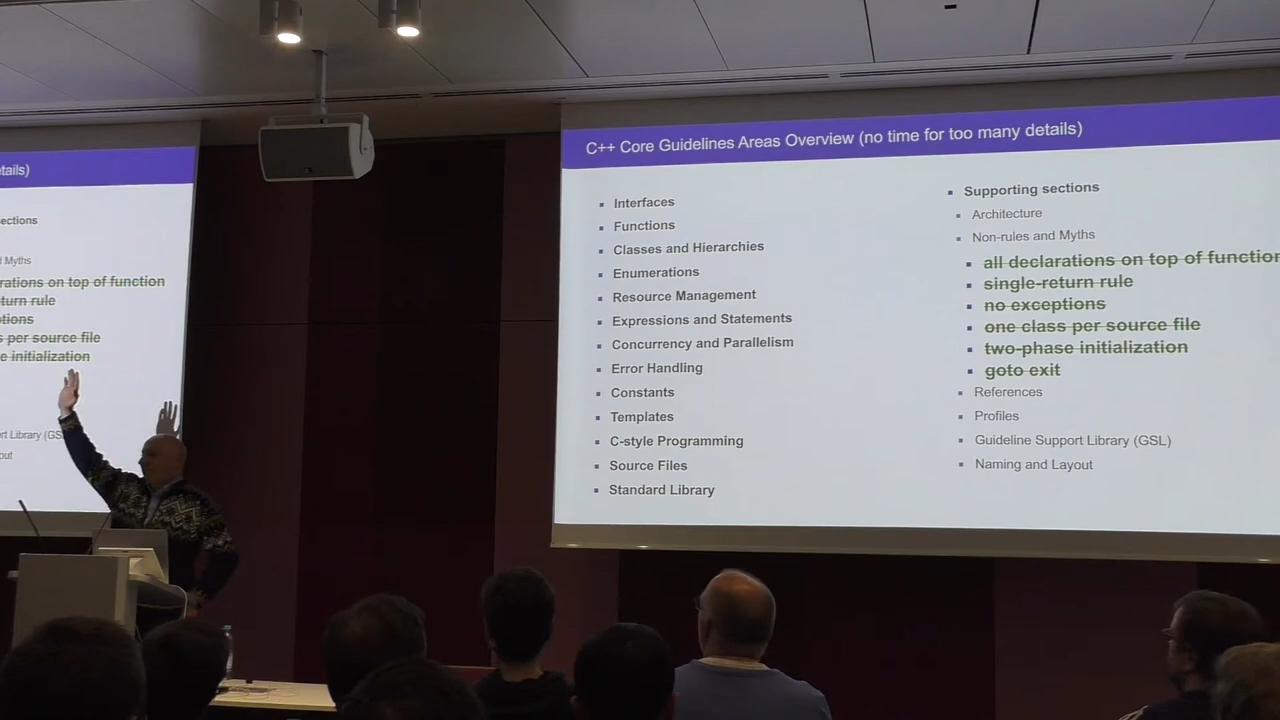 tails)
ections
d Myths
rations on top of function
turn rule
tions
s per source file
e initialization
rt Library (GS
out
C++ Core Guidelines Areas Overview (no time for too many details)
Interfaces
Functions
Classes and Hierarchies
Enumerations
Resource Management
Expressions and Statements
Concurrency and Parallelism
Error Handling
Constants
Templates
C-style Programming
Source Files
Standard Library
Supporting sections
Architecture
Non-rules and Myths
all declarations on top of function
single-return rule
no exceptions
one class per source file
two-phase initialization
goto exit
References
Profiles
Guideline Support Library (GSL)
Naming and Layout